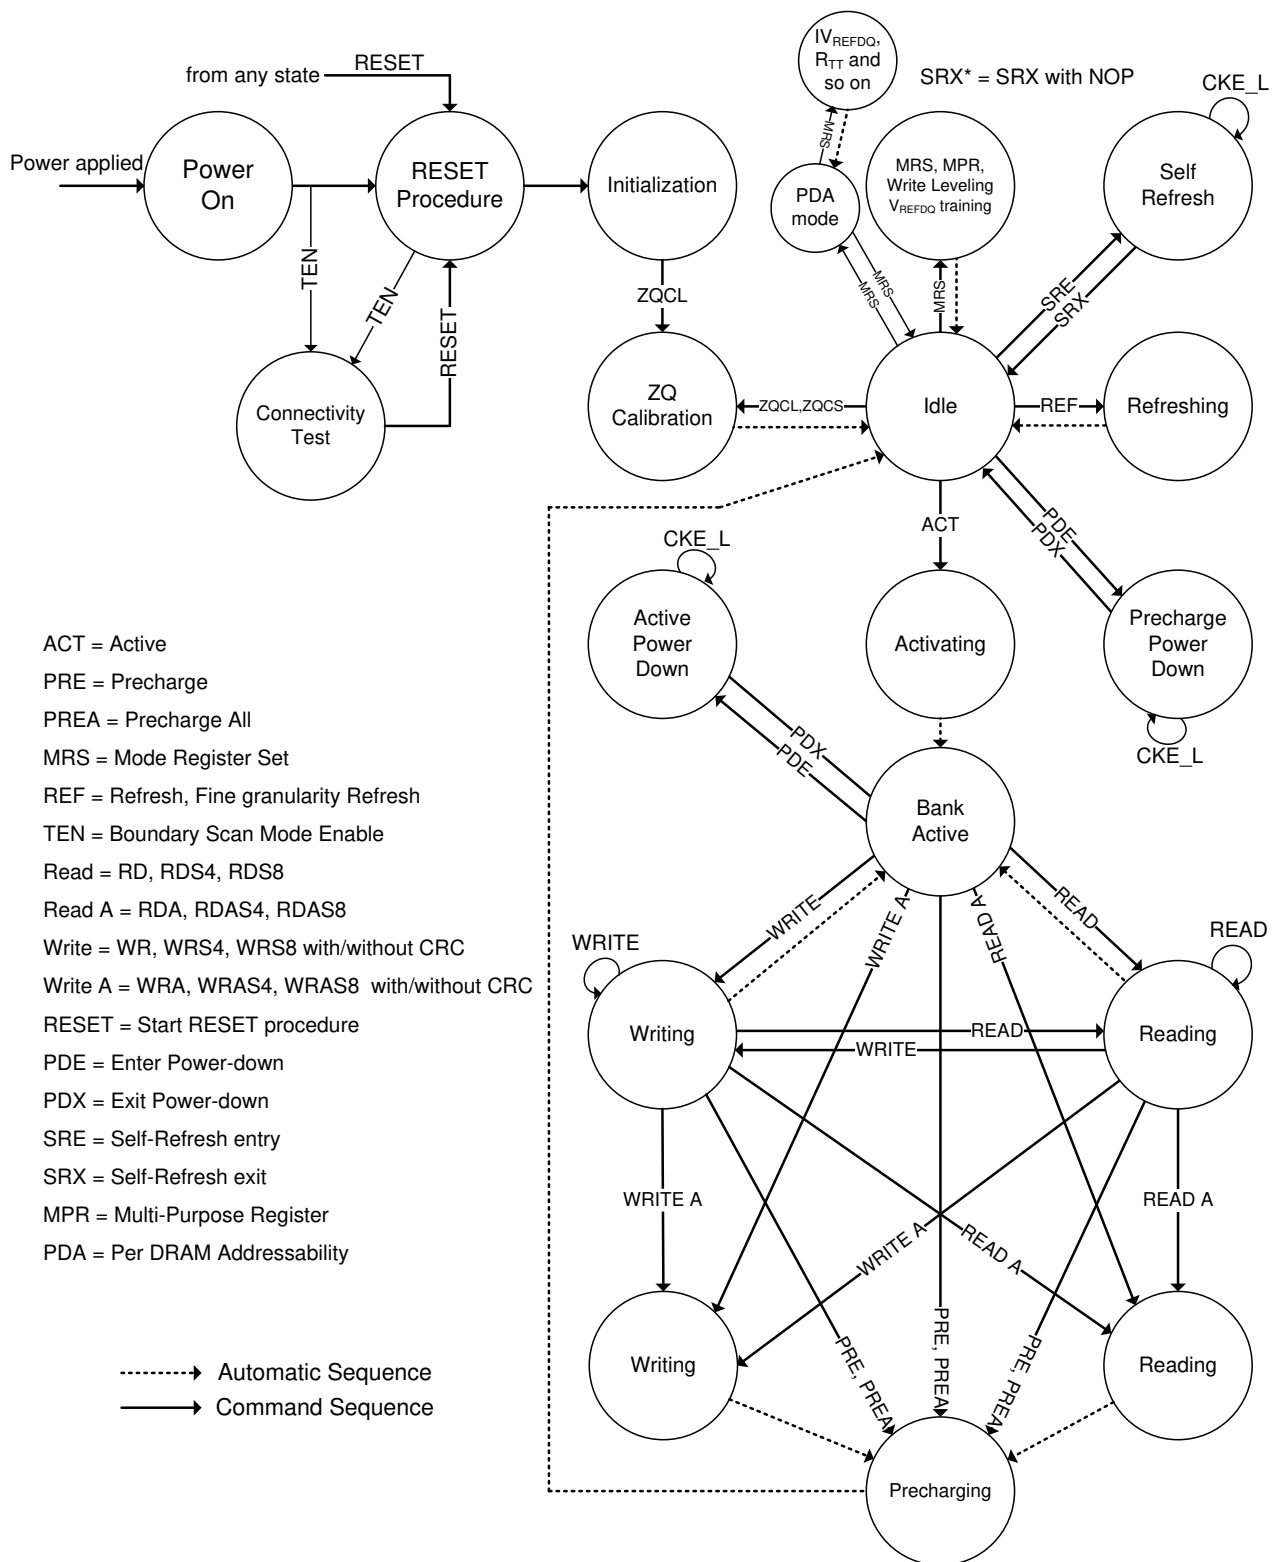 IVREFDQ,
RTT and
so on
from any state
RESET
SRX* = SRX with NOP
CKE_L
Power applied
Power
On
RESET
Procedure
Initialization
MRS
PDA
mode
MRS, MPR,
Write Leveling
VREFDQ training
Self
Refresh
TEN
TEN
RESET
ZQCL
MRS
MRS
MRS
SRE
SRX
Connectivity
Test
ZQ
Calibration
ZQCL,ZQCS
Idle
REF
Refreshing
ACT
PDE
PDX
CKE_L
Active
Power
Down
Activating
Precharge
Power
Down
CKE_L
PDX
PDE
Bank
Active
ACT = Active
PRE = Precharge
PREA = Precharge All
MRS = Mode Register Set
REF = Refresh, Fine granularity Refresh
TEN = Boundary Scan Mode Enable
Read = RD, RDS4, RDS8
Read A = RDA, RDAS4, RDAS8
Write = WR, WRS4, WRS8 with/without CRC
Write A = WRA, WRAS4, WRAS8 with/without CRC
RESET = Start RESET procedure
PDE = Enter Power-down
PDX = Exit Power-down
SRE = Self-Refresh entry
SRX = Self-Refresh exit
MPR = Multi-Purpose Register
PDA = Per DRAM Addressability
WRITE
WRITE
WRITE A
READ A
READ
READ
Writing
READ
WRITE
Reading
WRITE A
WRITE A
READ A
READ A
Writing
PRE, PREA
PRE, PREA
PRE, PREA
Reading
Precharging
Automatic Sequence
Command Sequence